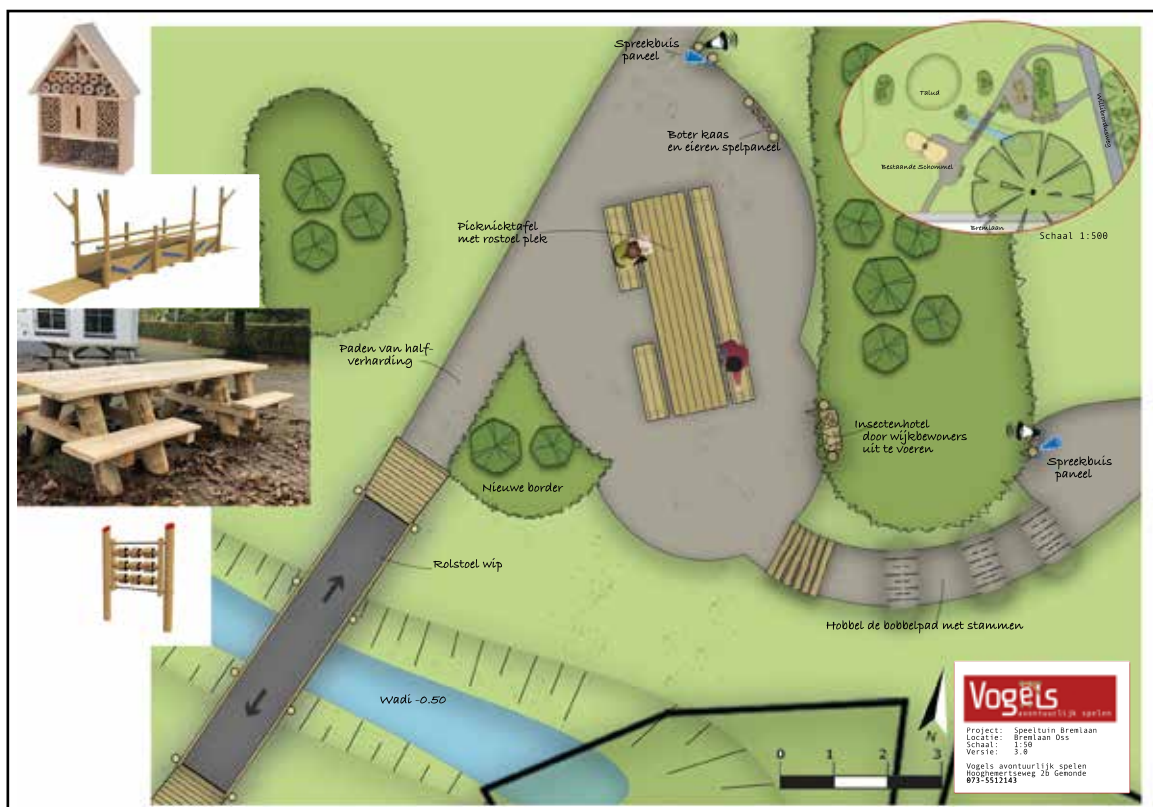 Spreekbuis
paneel
Boter kaas
en eieren spelpaneel
Talud
Willibrordusweg
Bestaande Schommel
Bremlaan
Schaal 1:500
Picknicktafel
met rostoel plek
Paden van half-
verharding
Insectenhotel
door wijkbewoners
uit te voeren
Spreekbuis
paneel
Nieuwe border
Rolstoel wip
Hobbel de bobbelpad met stammen
Wadi -0.50
N
0 1 2 3
Vogels
avontuurlijk spelen
Project: Speeltuin Bremlaan
Locatie: Bremlaan Oss
Schaal: 1:50
Versie: 3.0
Vogels avontuurlijk spelen
Hooghemertseweg 2b Gemonde
073-5512143